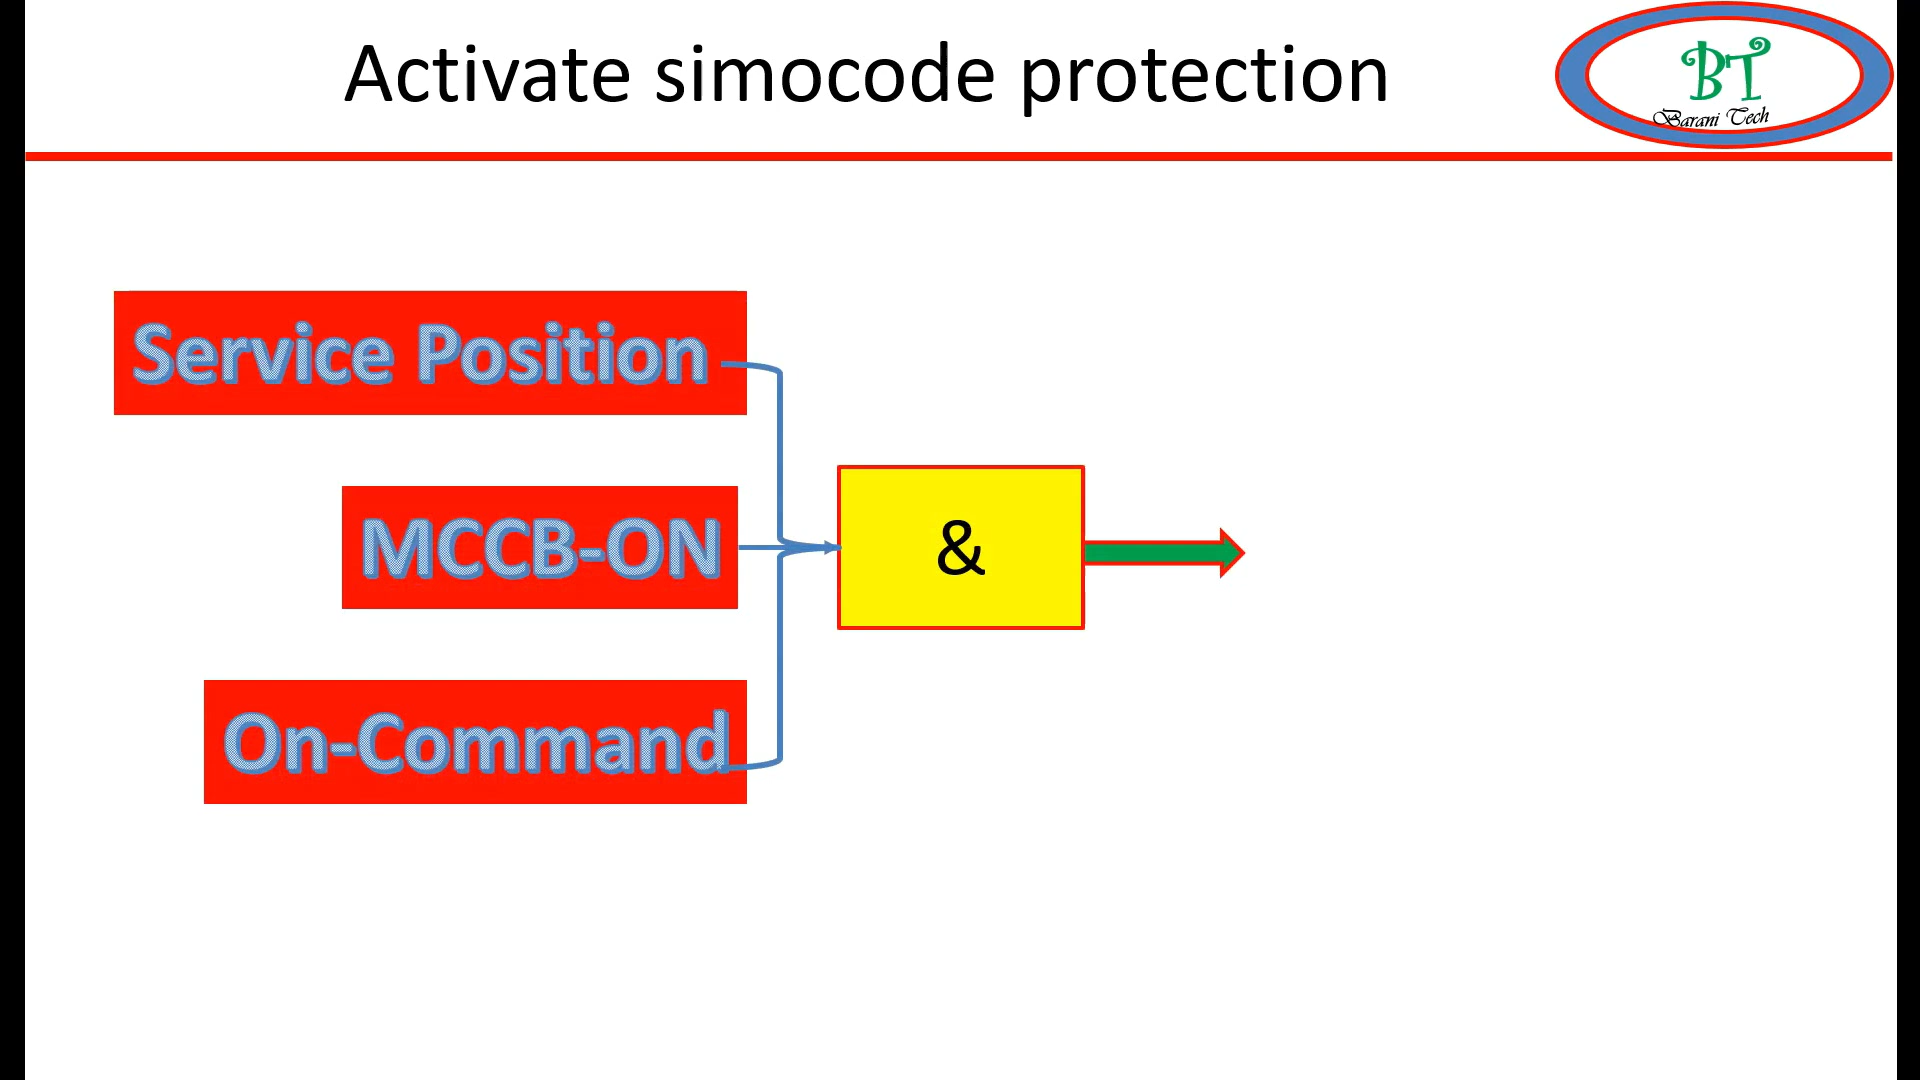 Activate simocode protection
BT
Barani Tech
Service Position
MCCB-ON
&
On-Command